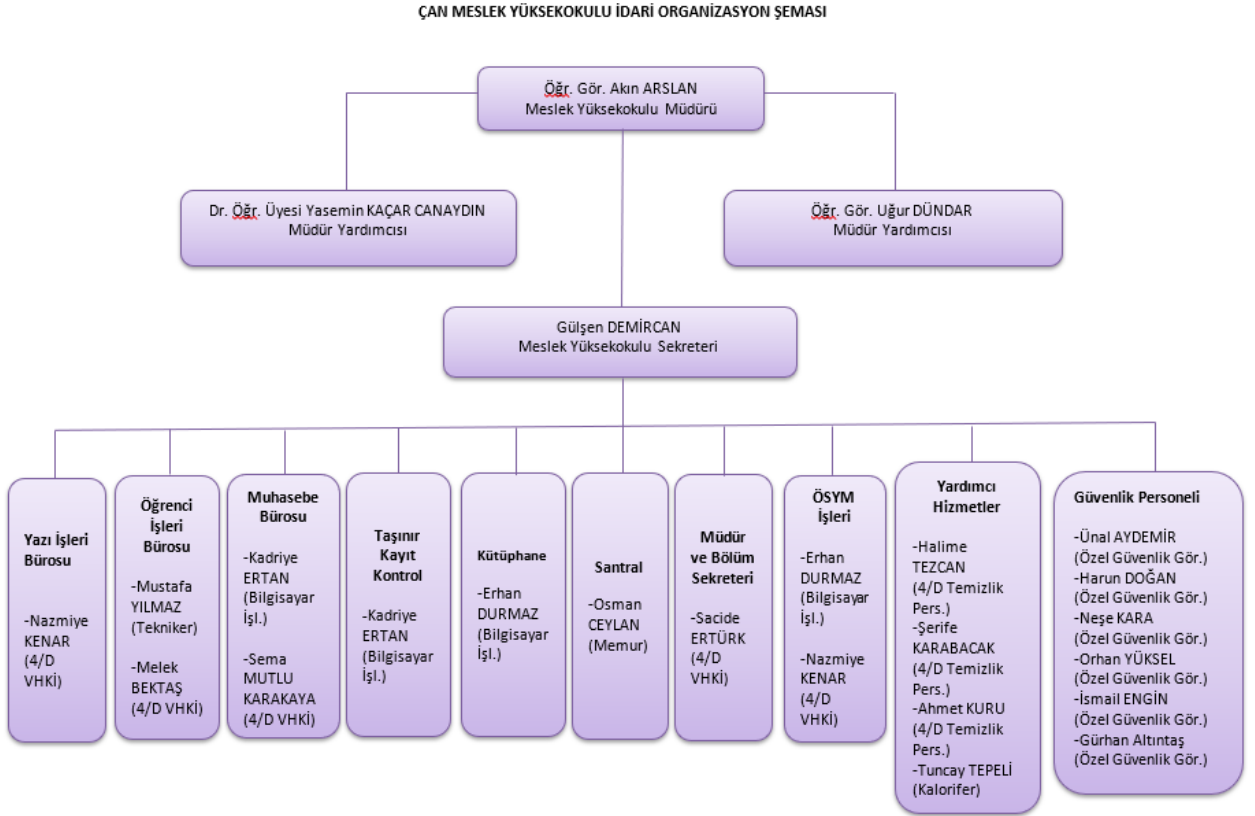 ÇAN MESLEK YÜKSEKOKULU İDARİ ORGANİZASYON ŞEMASI
Öğr. Gör. Akın ARSLAN
Meslek Yüksekokulu Müdürü
Dr. Öğr. Üyesi Yasemin KAÇAR CANAYDIN
Müdür Yardımcısı
Öğr. Gör. Uğur DÜNDAR
Müdür Yardımcısı
Gülşen DEMİRCAN
Meslek Yüksekokulu Sekreteri
Yazı İşleri
Bürosu
-Nazmiye
KENAR
(4/D
VHKİ)
Öğrenci
İşleri
Bürosu
-Mustafa
YILMAZ
(Tekniker)
-Melek
BEKTAŞ
(4/D VHKİ)
Muhasebe
Bürosu
-Kadriye
ERTAN
(Bilgisayar
İşl.)
-Sema
MUTLU
KARAKAYA
(4/D VHKİ)
Taşınır
Kayıt
Kontrol
-Kadriye
ERTAN
(Bilgisayar
İşl.)
Kütüphane
-Erhan
DURMAZ
(Bilgisayar
İşl.)
Santral
-Osman
CEYLAN
(Memur)
Müdür
ve Bölüm
Sekreteri
-Sacide
ERTÜRK
(4/D
VHKİ)
ÖSYM
İşleri
-Erhan
DURMAZ
(Bilgisayar
İşl.)
-Nazmiye
KENAR
(4/D
VHKİ)
Yardımcı
Hizmetler
-Halime
TEZCAN
(4/D Temizlik
Pers.)
-Şerife
KARABACAK
(4/D Temizlik
Pers.)
-Ahmet KURU
(4/D Temizlik
Pers.)
-Tuncay TEPELİ
(Kalorifer)
Güvenlik Personeli
-Ünal AYDEMİR
(Özel Güvenlik Gör.)
-Harun DOĞAN
(Özel Güvenlik Gör.)
-Neşe KARA
(Özel Güvenlik Gör.)
-Orhan YÜKSEL
(Özel Güvenlik Gör.)
-İsmail ENGİN
(Özel Güvenlik Gör.)
-Gürhan Altıntaş
(Özel Güvenlik Gör.)